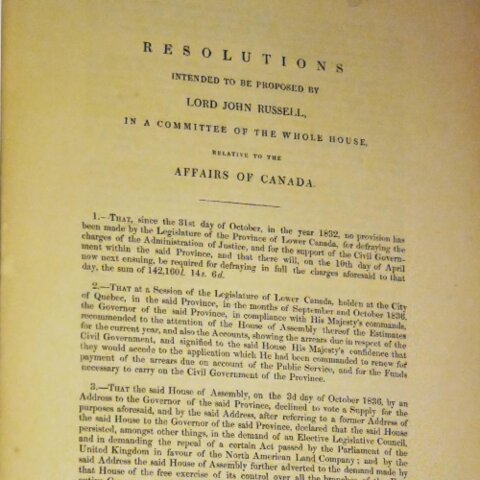 RESOLUTIONS
INTENDED TO BE PROPOSED BY
LORD JOHN RUSSELL,
IN A COMMITTEE OF THE WHOLE HOUSE,
RELATIVE TO THE
AFFAIRS OF CANADA.
1.—THAT, since the 31st day of October, in the year 1832, no provision has
been made by the Legislature of the Province of Lower Canada, for defraying the
charges of the Administration of Justice, and for the support of the Civil Govern-
ment within the said Province, and that there will, on the 10th day of April
now next ensuing, be required for defraying in full the charges aforesaid to that
day, the sum of 142,160l. 14s. 6d.
2.—THAT at a Session of the Legislature of Lower Canada, holden at the City
of Quebec, in the said Province, in the months of September and October 1836,
the Governor of the said Province, in compliance with His Majesty's commands,
recommended to the attention of the House of Assembly thereof the Estimates
for the current year, and also the Accounts, showing the arrears due in respect of the
Civil Government, and signified to the said House His Majesty's confidence that
they would accede to the application which He had been commanded to renew for
payment of the arrears due on account of the Public Service, and for the Funds
necessary to carry on the Civil Government of the Province.
3.—THAT the said House of Assembly, on the 3d day of October 1836, by an
Address to the Governor of the said Province, declined to vote a Supply for the
purposes aforesaid, and by the said Address, after referring to a former Address of
the said House to the Governor of the said Province, declared that the said House
persisted, amongst other things, in the demand of an Elective Legislative Council,
and in demanding the repeal of a certain Act passed by the Parliament of the
United Kingdom in favour of the North American Land Company; and by the
said Address the said House of Assembly further adverted to the demand made by
that House of the free exercise of its control over all the branches of the